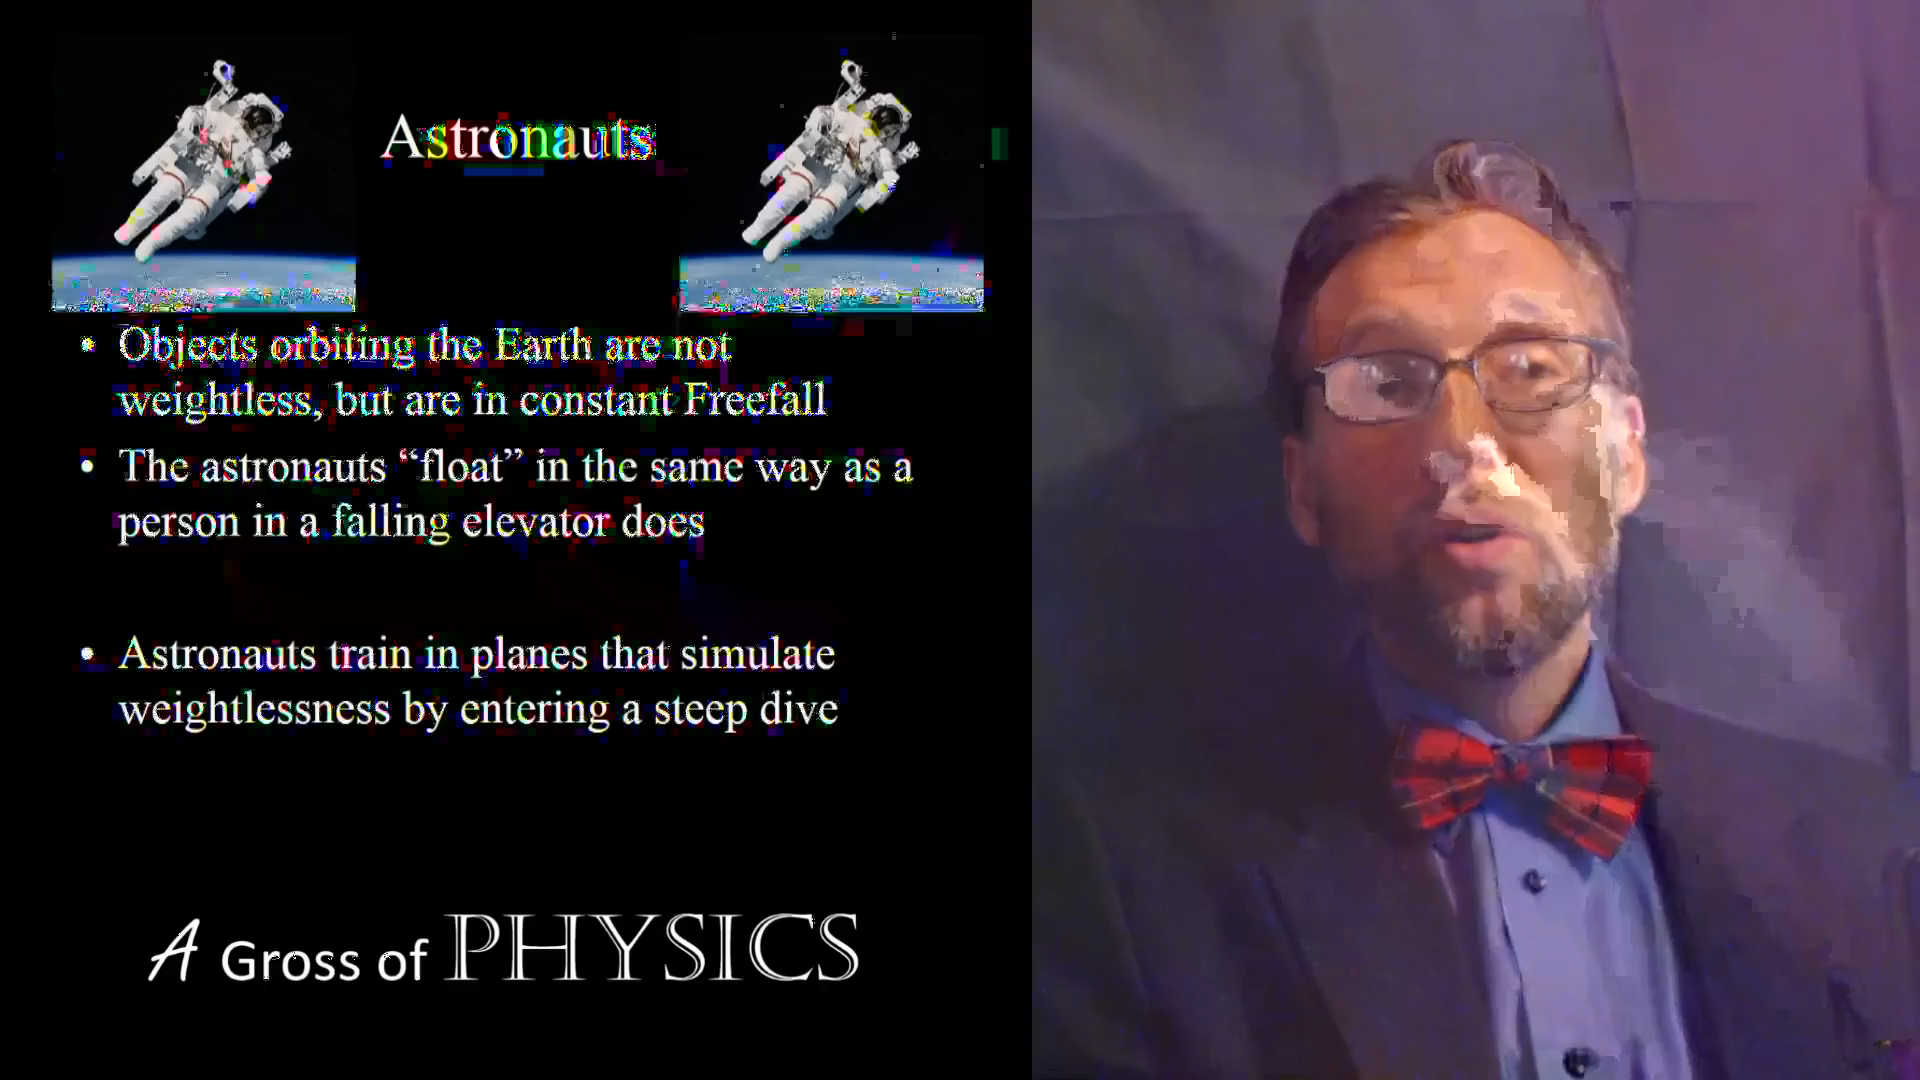 Astronauts
• Objects orbiting the Earth are not
weightless, but are in constant Freefall
• The astronauts “float” in the same way as a
person in a falling elevator does
• Astronauts train in planes that simulate
weightlessness by entering a steep dive
A Gross of PHYSICS